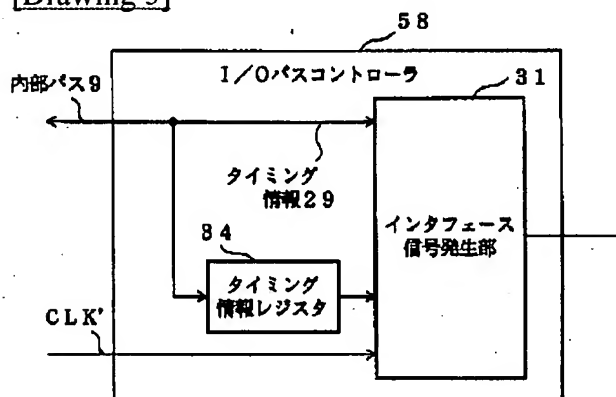 [Drawing 9]
58
I/Oバスコントローラ
31
内部バス9
タイミング
情報29
インタフェース
信号発生部
34
タイミング
情報レジスタ
CLK'